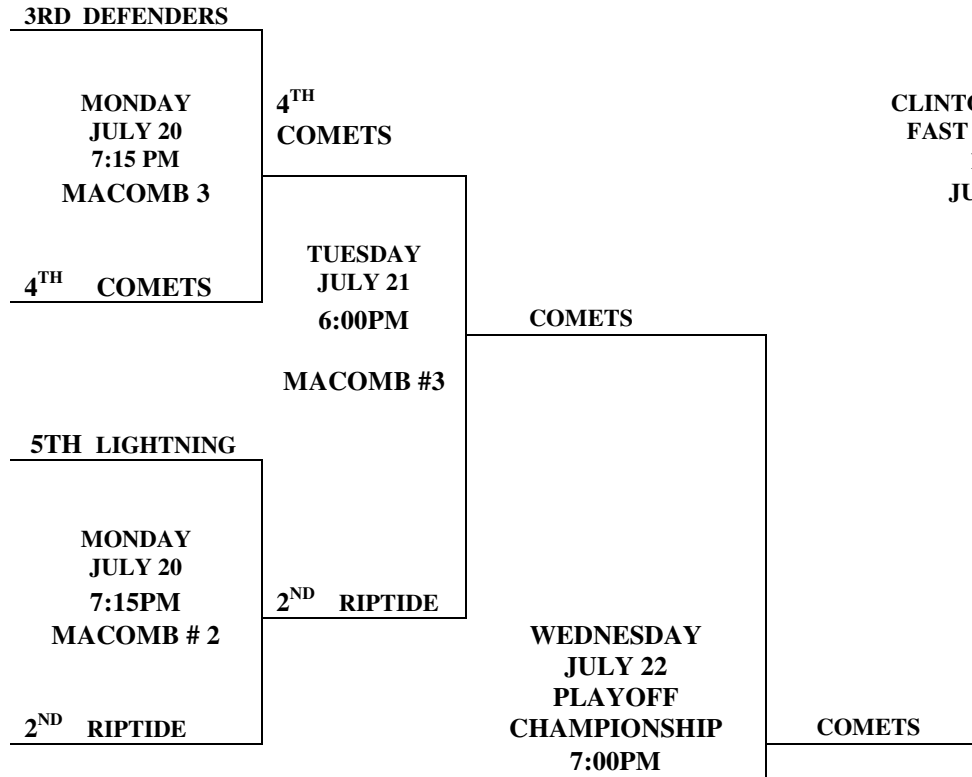 3RD DEFENDERS
MONDAY
JULY 20
7:15 PM
MACOMB 3
4TH COMETS
4TH
COMETS
TUESDAY
JULY 21
6:00PM
MACOMB #3
5TH LIGHTNING
MONDAY
JULY 20
7:15PM
MACOMB # 2
2ND RIPTIDE
2ND RIPTIDE
COMETS
WEDNESDAY
JULY 22
PLAYOFF
CHAMPIONSHIP
7:00PM
COMETS
FAST